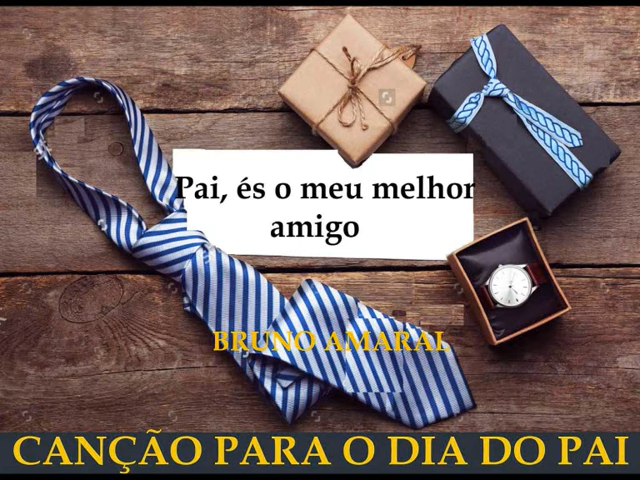 Pai, és o meu melhor
amigo
BRUNO AMARAL
CANÇÃO PARA O DIA DO PAI